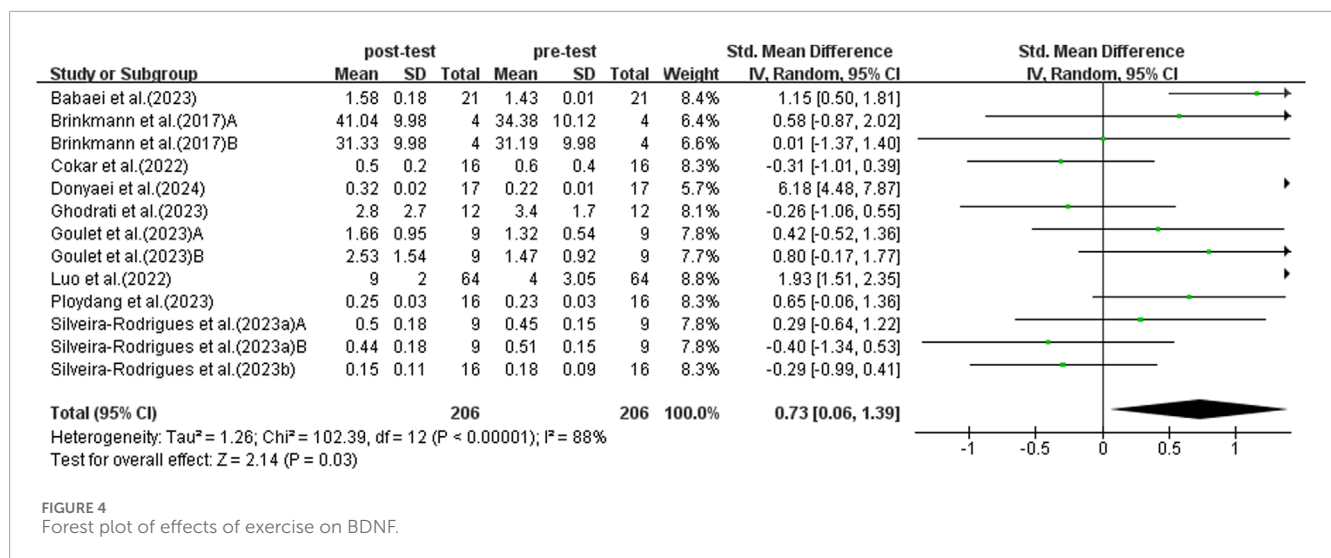 post-test pre-test Std. Mean Difference Std. Mean Difference
Study or Subgroup Mean SD Total Mean SD Total Weight IV, Random, 95% CI IV, Random, 95% CI
Babaei et al.(2023) 1.58 0.18 21 1.43 0.01 21 8.4% 1.15 [0.50, 1.81]
Brinkmann et al.(2017)A 41.04 9.98 4 34.38 10.12 4 6.4% 0.58 [-0.87, 2.02]
Brinkmann et al.(2017)B 31.33 9.98 4 31.19 9.98 4 6.6% 0.01 [-1.37, 1.40]
Cokar et al.(2022) 0.5 0.2 16 0.6 0.4 16 8.3% -0.31 [-1.01, 0.39]
Donyaei et al.(2024) 0.32 0.02 17 0.22 0.01 17 5.7% 6.18 [4.48, 7.87]
Ghodrati et al.(2023) 2.8 2.7 12 3.4 1.7 12 8.1% -0.26 [-1.06, 0.55]
Goulet et al.(2023)A 1.66 0.95 9 1.32 0.54 9 7.8% 0.42 [-0.52, 1.36]
Goulet et al.(2023)B 2.53 1.54 9 1.47 0.92 9 7.7% 0.80 [-0.17, 1.77]
Luo et al.(2022) 9 2 64 4 3.05 64 8.8% 1.93 [1.51, 2.35]
Ploydang et al.(2023) 0.25 0.03 16 0.23 0.03 16 8.3% 0.65 [-0.06, 1.36]
Silveira-Rodrigues et al.(2023a)A 0.5 0.18 9 0.45 0.15 9 7.8% 0.29 [-0.64, 1.22]
Silveira-Rodrigues et al.(2023a)B 0.44 0.18 9 0.51 0.15 9 7.8% -0.40 [-1.34, 0.53]
Silveira-Rodrigues et al.(2023b) 0.15 0.11 16 0.18 0.09 16 8.3% -0.29 [-0.99, 0.41]
Total (95% CI) 206 206 100.0% 0.73 [0.06, 1.39]
Heterogeneity: Tau² = 1.26; Chi² = 102.39, df = 12 (P < 0.00001); I² = 88%
Test for overall effect: Z = 2.14 (P = 0.03)
-1 -0.5 0 0.5 1
FIGURE 4
Forest plot of effects of exercise on BDNF.